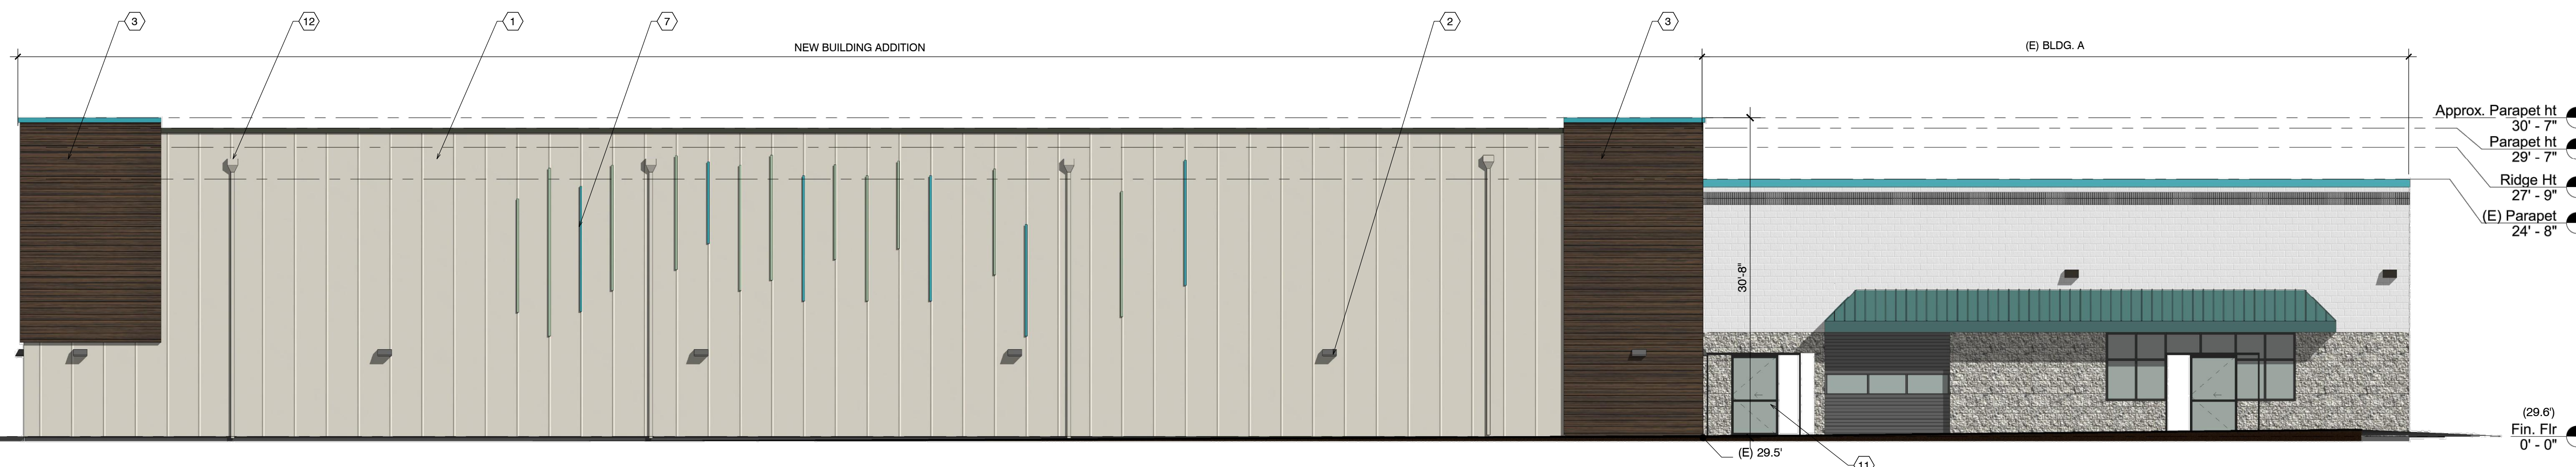 3
12
1
7
2
3
NEW BUILDING ADDITION
(E) BLDG. A
Approx. Parapet ht
30' - 7"
Parapet ht
29' - 7"
Ridge Ht
27' - 9"
(E) Parapet
24' - 8"
30'-8"
(29.6')
Fin. Flr
0' - 0"
(E) 29.5'
11